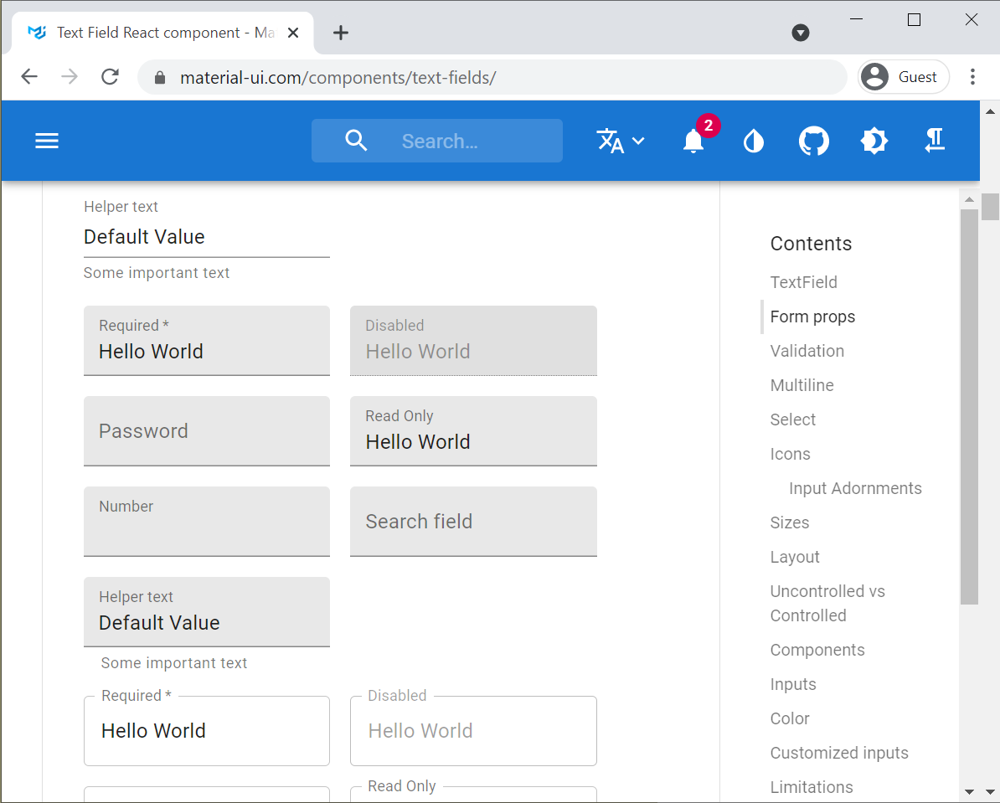 Text Field React component - Ma
material-ui.com/components/text-fields/
Guest
Search…
2
Helper text
Default Value
Some important text
Required *
Hello World
Disabled
Hello World
Password
Read Only
Hello World
Number
Search field
Helper text
Default Value
Some important text
Required *
Hello World
Disabled
Hello World
Read Only
Contents
TextField
Form props
Validation
Multiline
Select
Icons
Input Adornments
Sizes
Layout
Uncontrolled vs
Controlled
Components
Inputs
Color
Customized inputs
Limitations